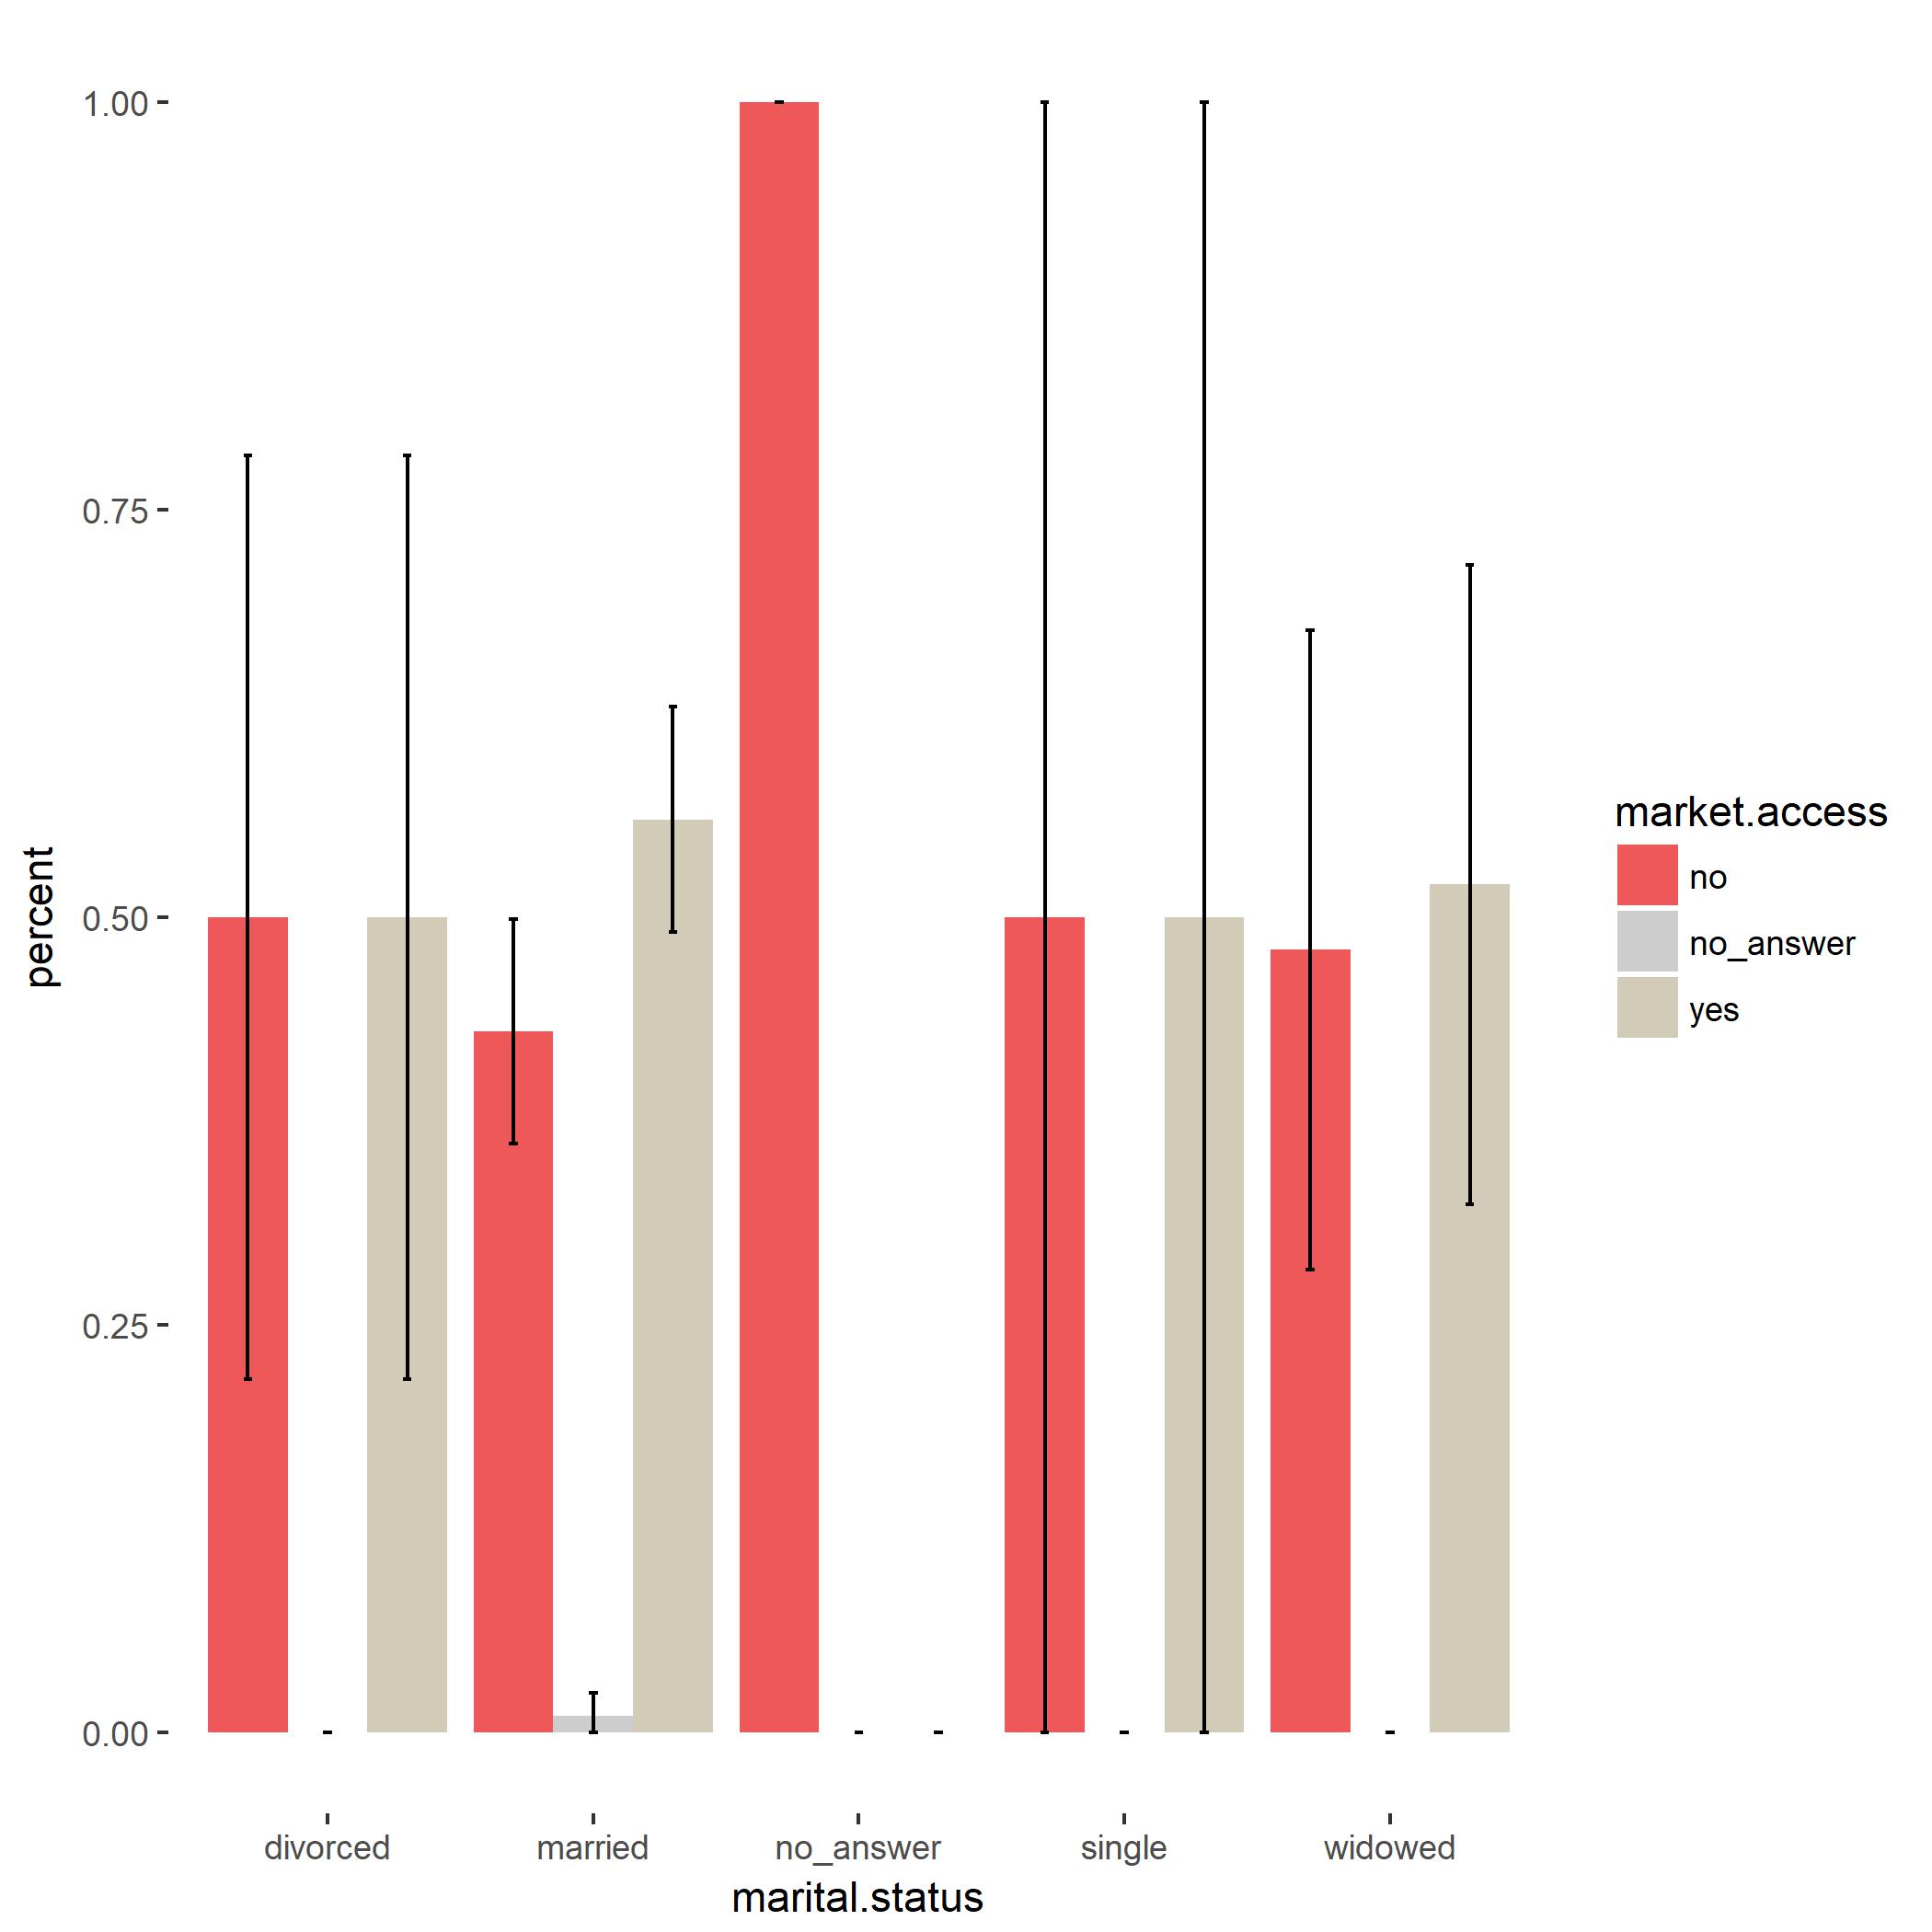 1.00
0.75
0.50
0.25
0.00
percent
divorced married no_answer single widowed
marital.status
market.access
no
no_answer
yes